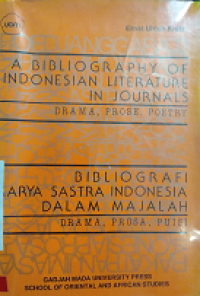 A BIBLIOGRAPHY OF
INDONESIAN LITERATURE
IN JOURNALS
DRAMA, PROSE, POETRY
BIBLIOGRAFI
KARYA SASTRA INDONESIA
DALAM MAJALAH
DRAMA, PROSA, PUISI
GADJAH MADA UNIVERSITY PRESS
SCHOOL OF ORIENTAL AND AFRICAN STUDIES